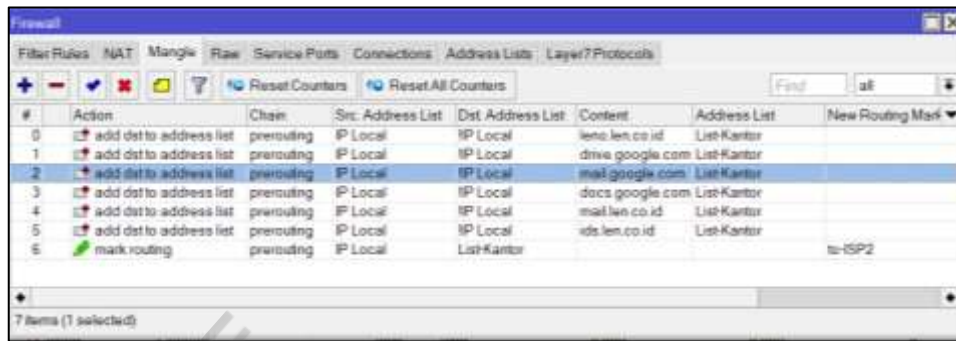 Firewall
Filter Rules NAT Mangle Raw Service Ports Connections Address Lists Layer7 Protocols
Reset Counters Reset All Counters Find all
# Action Chain Src. Address List Dst. Address List Content Address List New Routing Mark
0 add dst to address list prerouting IP Local !IP Local leno.len.co.id List-Kantor
1 add dst to address list prerouting IP Local !IP Local drive.google.com List-Kantor
2 add dst to address list prerouting IP Local !IP Local mail.google.com List-Kantor
3 add dst to address list prerouting IP Local !IP Local docs.google.com List-Kantor
4 add dst to address list prerouting IP Local !IP Local mail.len.co.id List-Kantor
5 add dst to address list prerouting IP Local !IP Local ids.len.co.id List-Kantor
6 mark routing prerouting IP Local List-Kantor to-ISP2
7 items (1 selected)